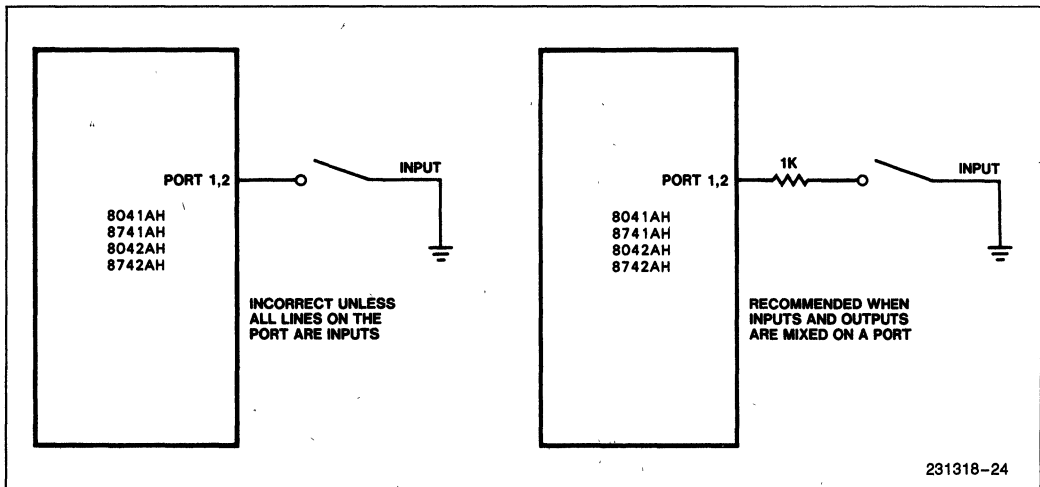 PORT 1,2
INPUT
8041AH
8741AH
8042AH
8742AH
INCORRECT UNLESS
ALL LINES ON THE
PORT ARE INPUTS
PORT 1,2
1K
INPUT
8041AH
8741AH
8042AH
8742AH
RECOMMENDED WHEN
INPUTS AND OUTPUTS
ARE MIXED ON A PORT
231318-24